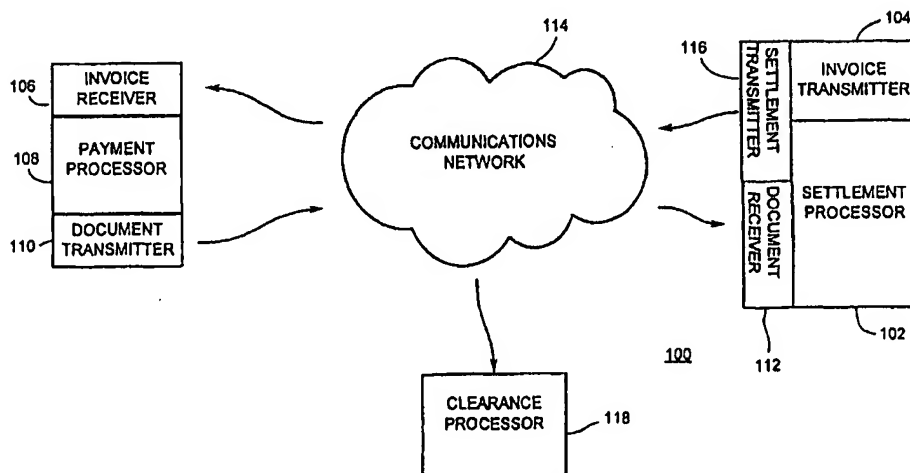 114
104
116
SETTLEMENT
TRANSMITTER
INVOICE
TRANSMITTER
106
INVOICE
RECEIVER
108
PAYMENT
PROCESSOR
COMMUNICATIONS
NETWORK
110
DOCUMENT
TRANSMITTER
DOCUMENT
RECEIVER
SETTLEMENT
PROCESSOR
102
112
100
CLEARANCE
PROCESSOR
118